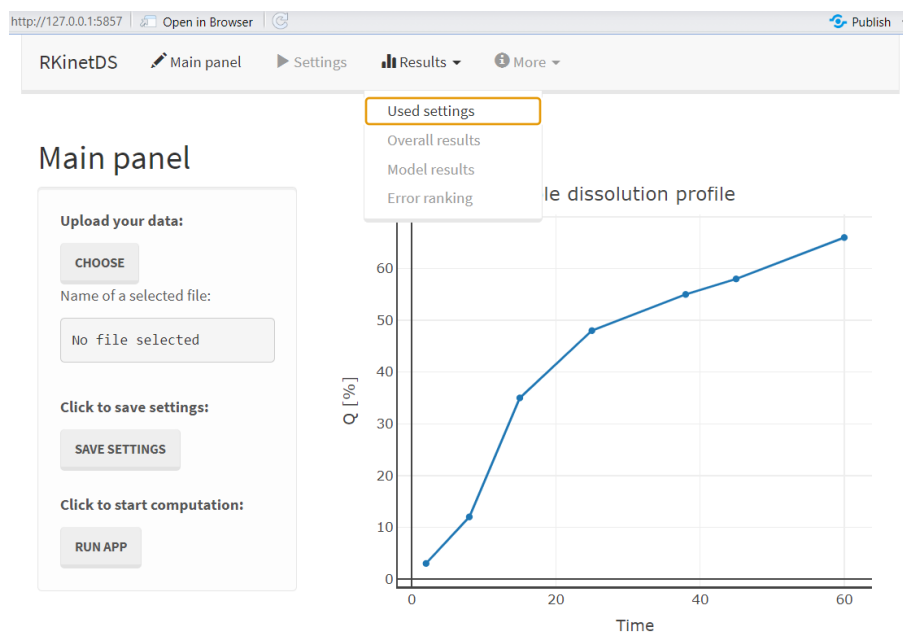 http://127.0.0.1:5857 Open in Browser Publish
RKinetDS Main panel Settings Results More
Used settings
Overall results
Model results
Error ranking
Main panel
Upload your data:
CHOOSE
Name of a selected file:
No file selected
Click to save settings:
SAVE SETTINGS
Click to start computation:
RUN APP
le dissolution profile
60
50
40
30
20
10
0
Q [%]
0 20 40 60
Time